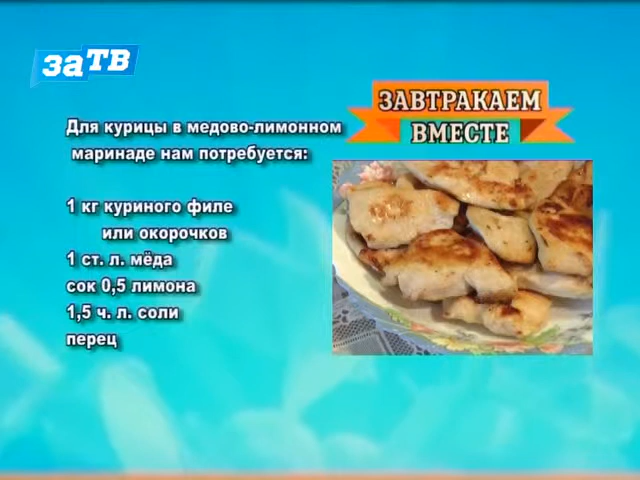 заТВ
ЗАВТРАКАЕМ
ВМЕСТЕ
Для курицы в медово-лимонном
маринаде нам потребуется:
1 кг куриного филе
или окорочков
1 ст. л. мёда
сок 0,5 лимона
1,5 ч. л. соли
перец